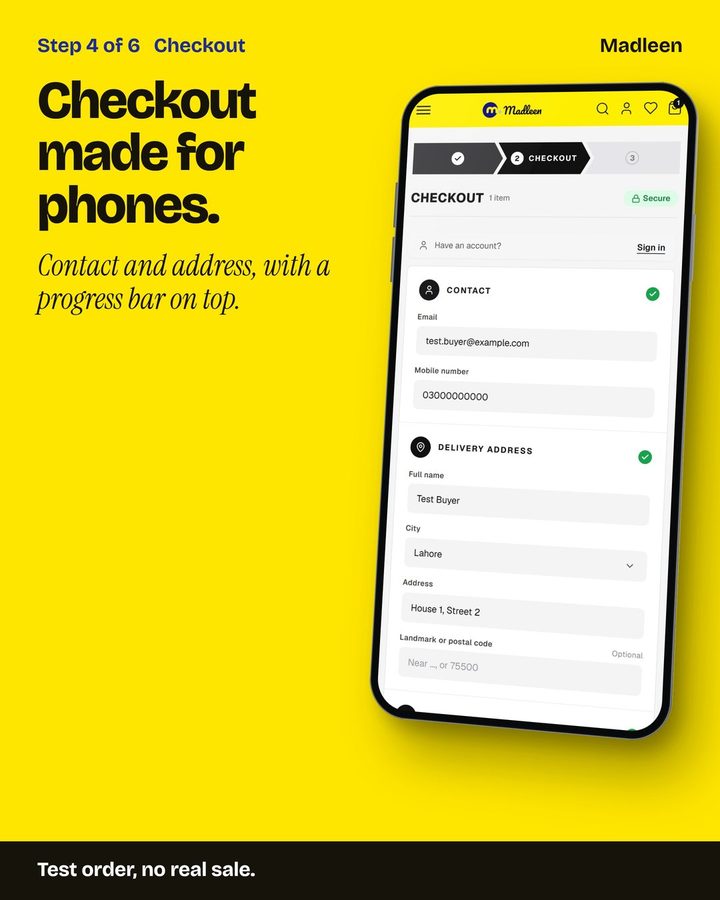 Step 4 of 6 Checkout
Madleen
Checkout
made for
phones.
Contact and address, with a
progress bar on top.
m Madleen
1
2 CHECKOUT
3
CHECKOUT 1 item
Secure
Have an account?
Sign in
CONTACT
Email
test.buyer@example.com
Mobile number
03000000000
DELIVERY ADDRESS
Full name
Test Buyer
City
Lahore
Address
House 1, Street 2
Landmark or postal code
Optional
Near ..., or 75500
Test order, no real sale.